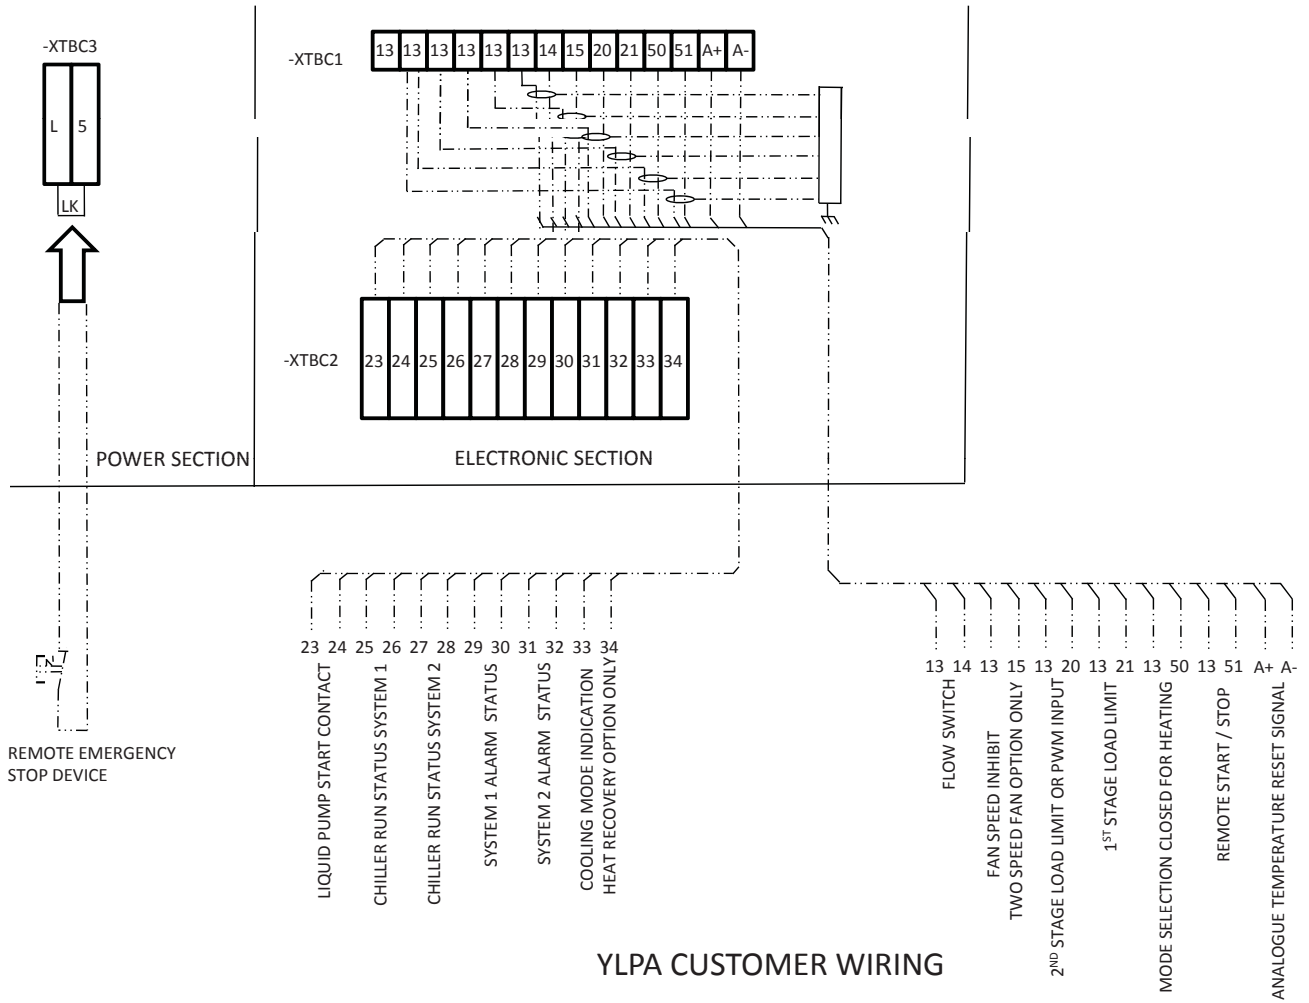 -XTBC3
L 5
LK
-XTBC1
13 13 13 13 13 13 14 15 20 21 50 51 A+ A-
-XTBC2
23 24 25 26 27 28 29 30 31 32 33 34
POWER SECTION
ELECTRONIC SECTION
23 24 25 26 27 28 29 30 31 32 33 34
LIQUID PUMP START CONTACT
CHILLER RUN STATUS SYSTEM 1
CHILLER RUN STATUS SYSTEM 2
SYSTEM 1 ALARM STATUS
SYSTEM 2 ALARM STATUS
COOLING MODE INDICATION
HEAT RECOVERY OPTION ONLY
13 14 13 15 13 20 13 21 13 50 13 51 A+ A-
FLOW SWITCH
FAN SPEED INHIBIT
TWO SPEED FAN OPTION ONLY
2ND STAGE LOAD LIMIT OR PWM INPUT
1ST STAGE LOAD LIMIT
MODE SELECTION CLOSED FOR HEATING
REMOTE START / STOP
ANALOGUE TEMPERATURE RESET SIGNAL
REMOTE EMERGENCY
STOP DEVICE
YLPA CUSTOMER WIRING